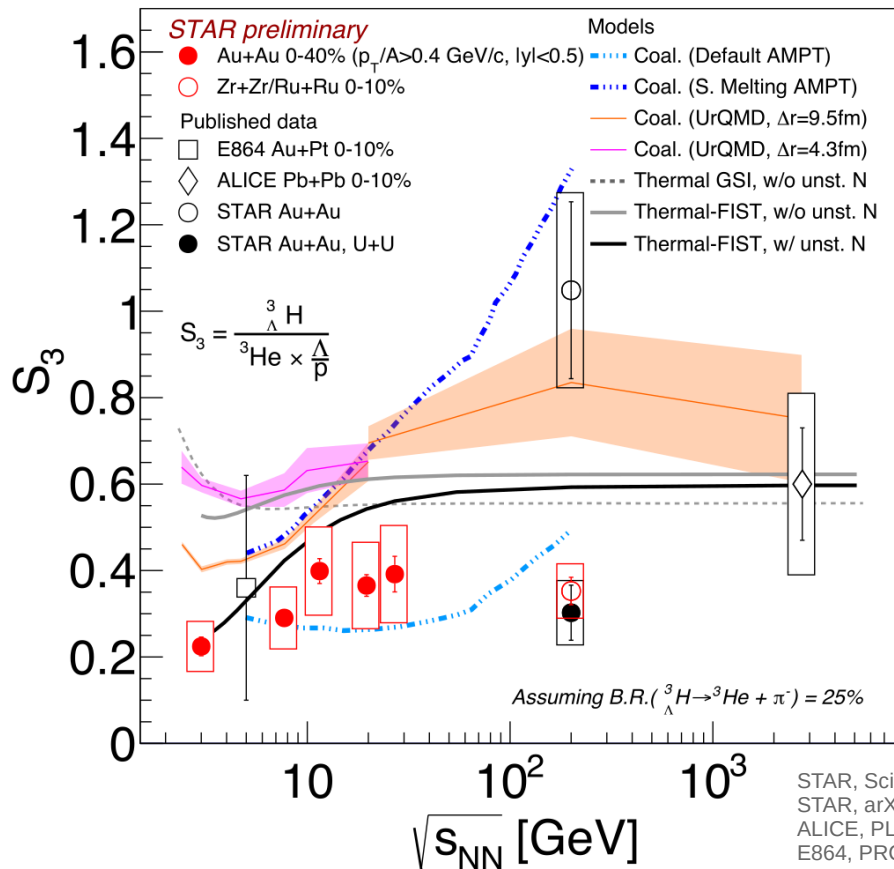 STAR preliminary
Au+Au 0-40% (p_T/A>0.4 GeV/c, |y|<0.5)
Zr+Zr/Ru+Ru 0-10%
Published data
E864 Au+Pt 0-10%
ALICE Pb+Pb 0-10%
STAR Au+Au
STAR Au+Au, U+U
Models
Coal. (Default AMPT)
Coal. (S. Melting AMPT)
Coal. (UrQMD, Δr=9.5fm)
Coal. (UrQMD, Δr=4.3fm)
Thermal GSI, w/o unst. N
Thermal-FIST, w/o unst. N
Thermal-FIST, w/ unst. N
S₃ = ³_Λ H / (³He × Λ/p)
S₃
1.6
1.4
1.2
1
0.8
0.6
0.4
0.2
0
Assuming B.R.(³_Λ H→³He + π⁻) = 25%
10
10²
10³
√s_NN [GeV]
STAR, Sci
STAR, arX
ALICE, PL
E864, PRC